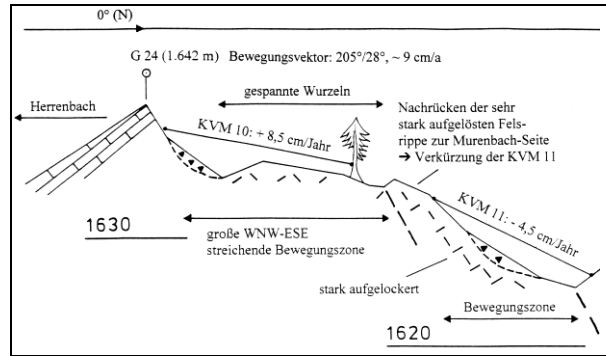 0° (N)
G 24 (1.642 m) Bewegungsvektor: 205°/28°, ~ 9 cm/a
gespannte Wurzeln
Herrenbach
Nachrücken der sehr
stark aufgelösten Fels-
rippe zur Murenbach-Seite
➔ Verkürzung der KVM 11
KVM 10: + 8,5 cm/Jahr
KVM 11: - 4,5 cm/Jahr
1630
große WNW-ESE
streichende Bewegungszone
stark aufgelockert
Bewegungszone
1620